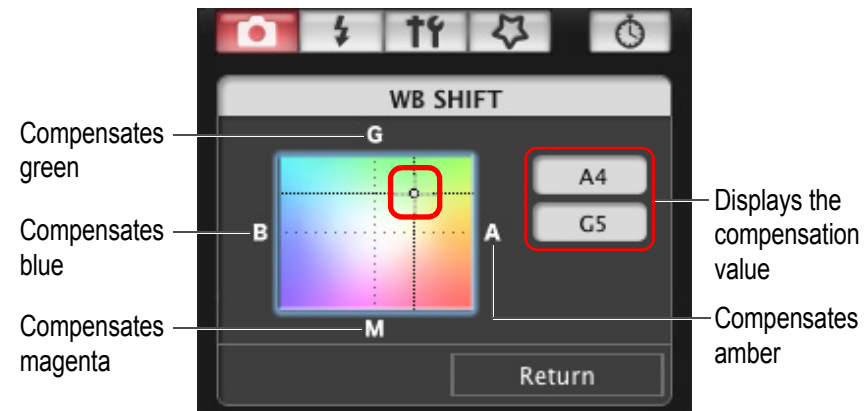 WB SHIFT
Compensates
green
G
A4
G5
Displays the
compensation
value
Compensates
blue
B
A
Compensates
magenta
M
Compensates
amber
Return